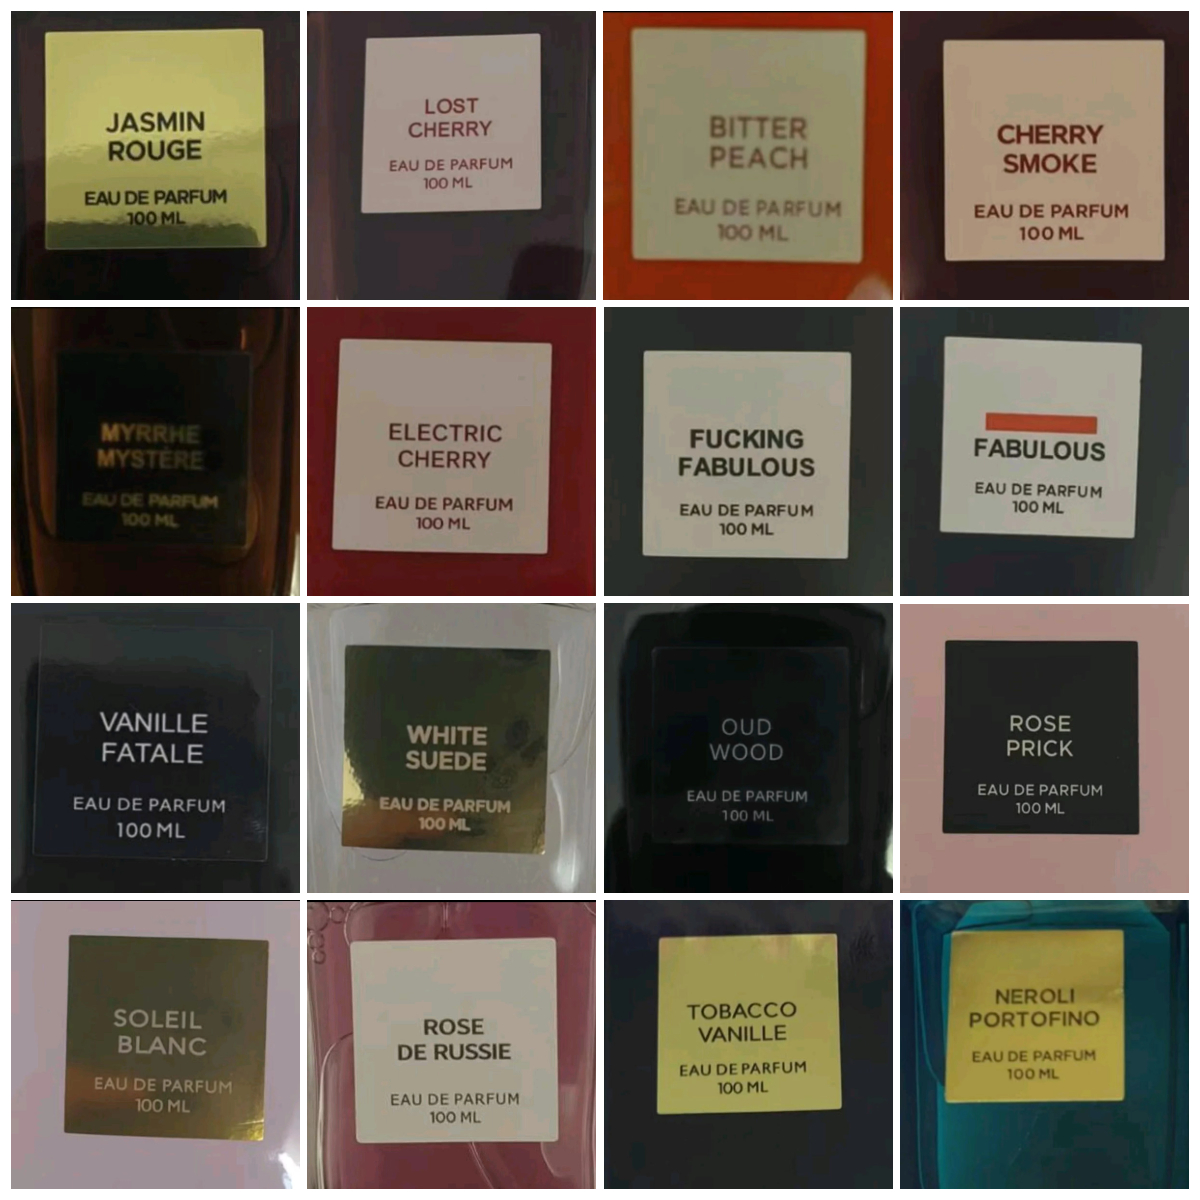 JASMIN
ROUGE
EAU DE PARFUM
100 ML
LOST
CHERRY
EAU DE PARFUM
100 ML
BITTER
PEACH
EAU DE PARFUM
100 ML
CHERRY
SMOKE
EAU DE PARFUM
100 ML
MYRRHE
MYSTÈRE
EAU DE PARFUM
100 ML
ELECTRIC
CHERRY
EAU DE PARFUM
100 ML
FUCKING
FABULOUS
EAU DE PARFUM
100 ML
FABULOUS
EAU DE PARFUM
100 ML
VANILLE
FATALE
EAU DE PARFUM
100 ML
WHITE
SUEDE
EAU DE PARFUM
100 ML
OUD
WOOD
EAU DE PARFUM
100 ML
ROSE
PRICK
EAU DE PARFUM
100 ML
SOLEIL
BLANC
EAU DE PARFUM
100 ML
ROSE
DE RUSSIE
EAU DE PARFUM
100 ML
TOBACCO
VANILLE
EAU DE PARFUM
100 ML
NEROLI
PORTOFINO
EAU DE PARFUM
100 ML